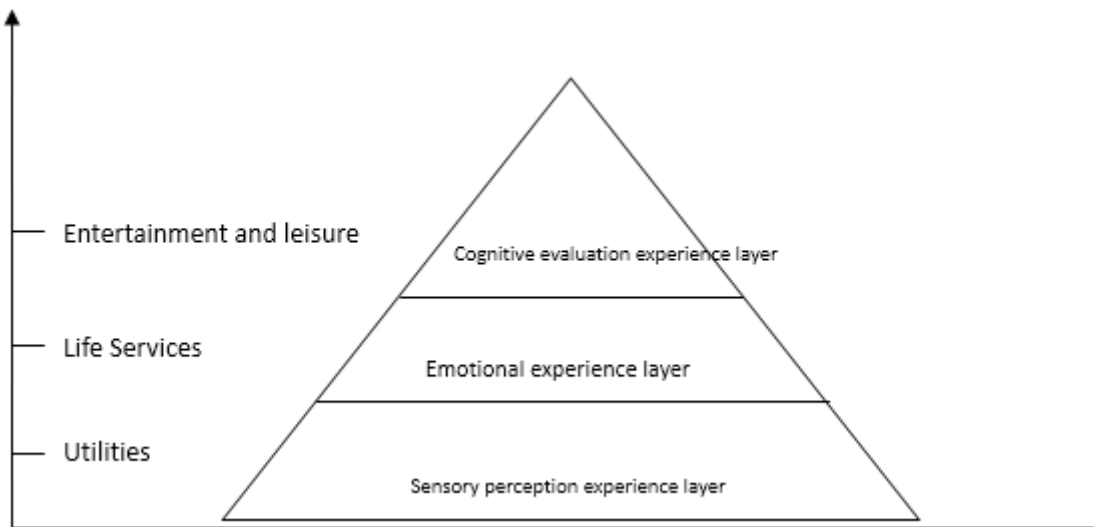 Entertainment and leisure
Cognitive evaluation experience layer
Life Services
Emotional experience layer
Utilities
Sensory perception experience layer